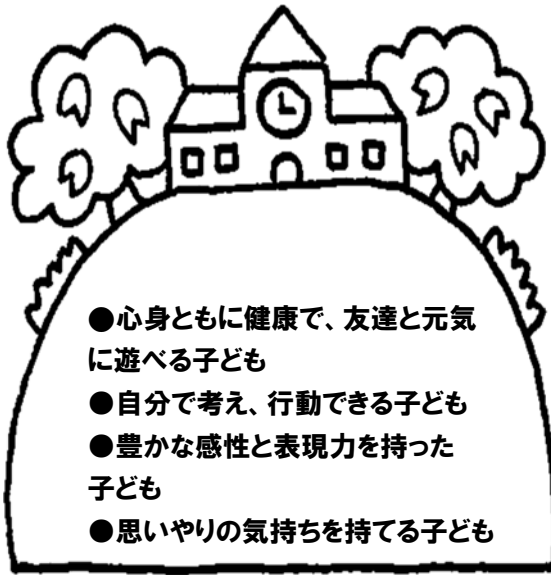 ●心身ともに健康で、友達と元気
に遊べる子ども
●自分で考え、行動できる子ども
●豊かな感性と表現力を持った
子ども
●思いやりの気持ちを持てる子ども